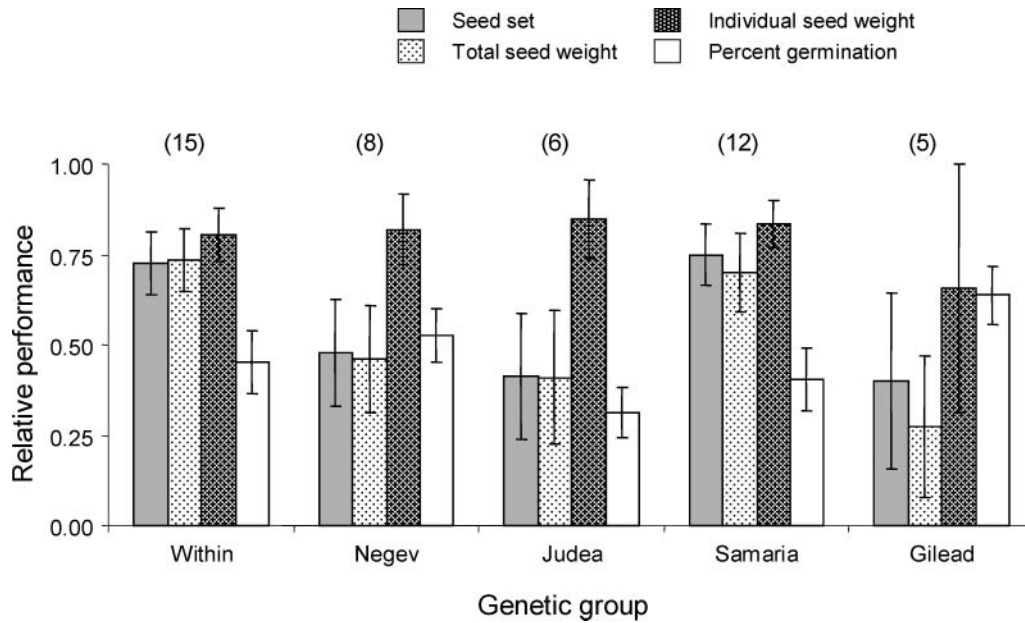 Seed set
Individual seed weight
Total seed weight
Percent germination
(15) (8) (6) (12) (5)
1.00
0.75
0.50
0.25
0.00
Relative performance
Within Negev Judea Samaria Gilead
Genetic group